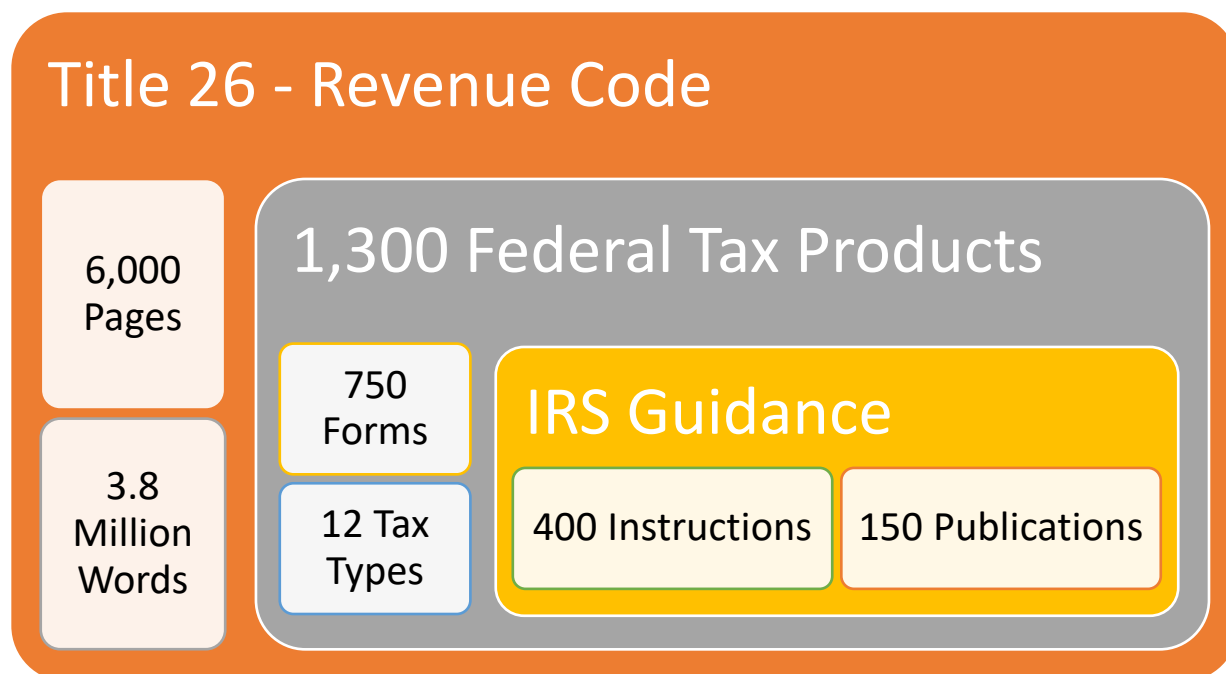 Title 26 - Revenue Code
6,000
Pages
3.8
Million
Words
1,300 Federal Tax Products
750
Forms
12 Tax
Types
IRS Guidance
400 Instructions
150 Publications